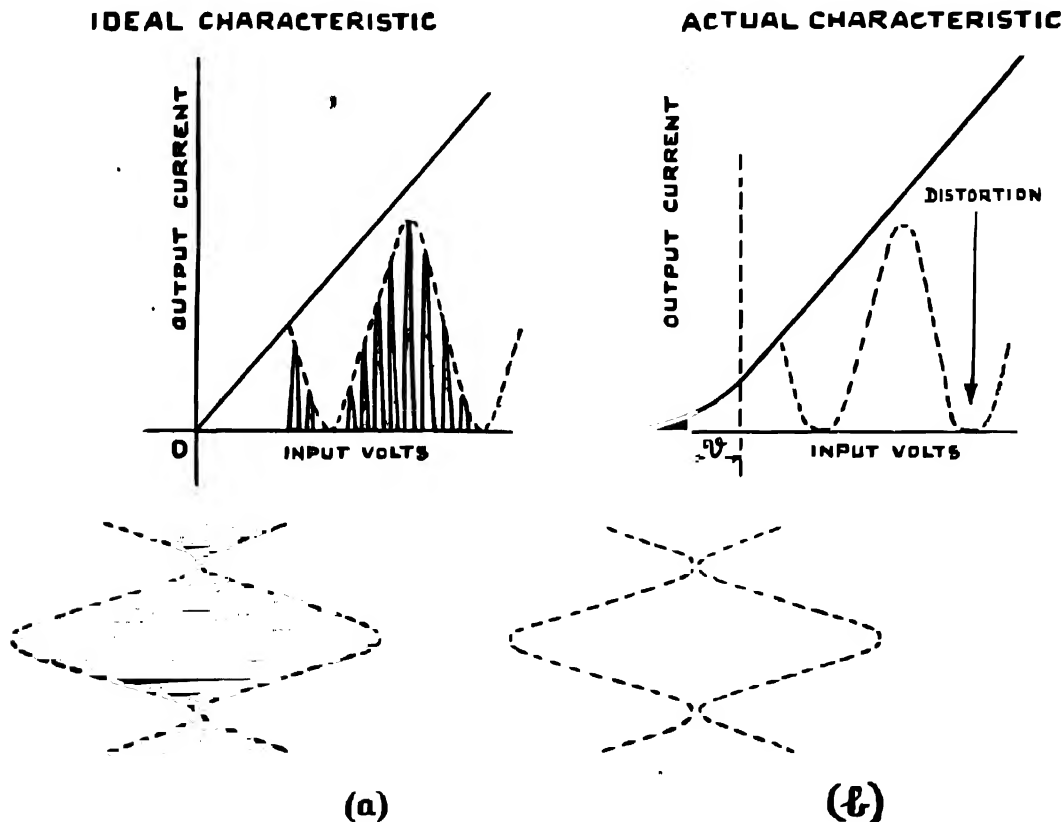 IDEAL CHARACTERISTIC
OUTPUT CURRENT
O
INPUT VOLTS
ACTUAL CHARACTERISTIC
OUTPUT CURRENT
DISTORTION
v
INPUT VOLTS
(a)
(b)